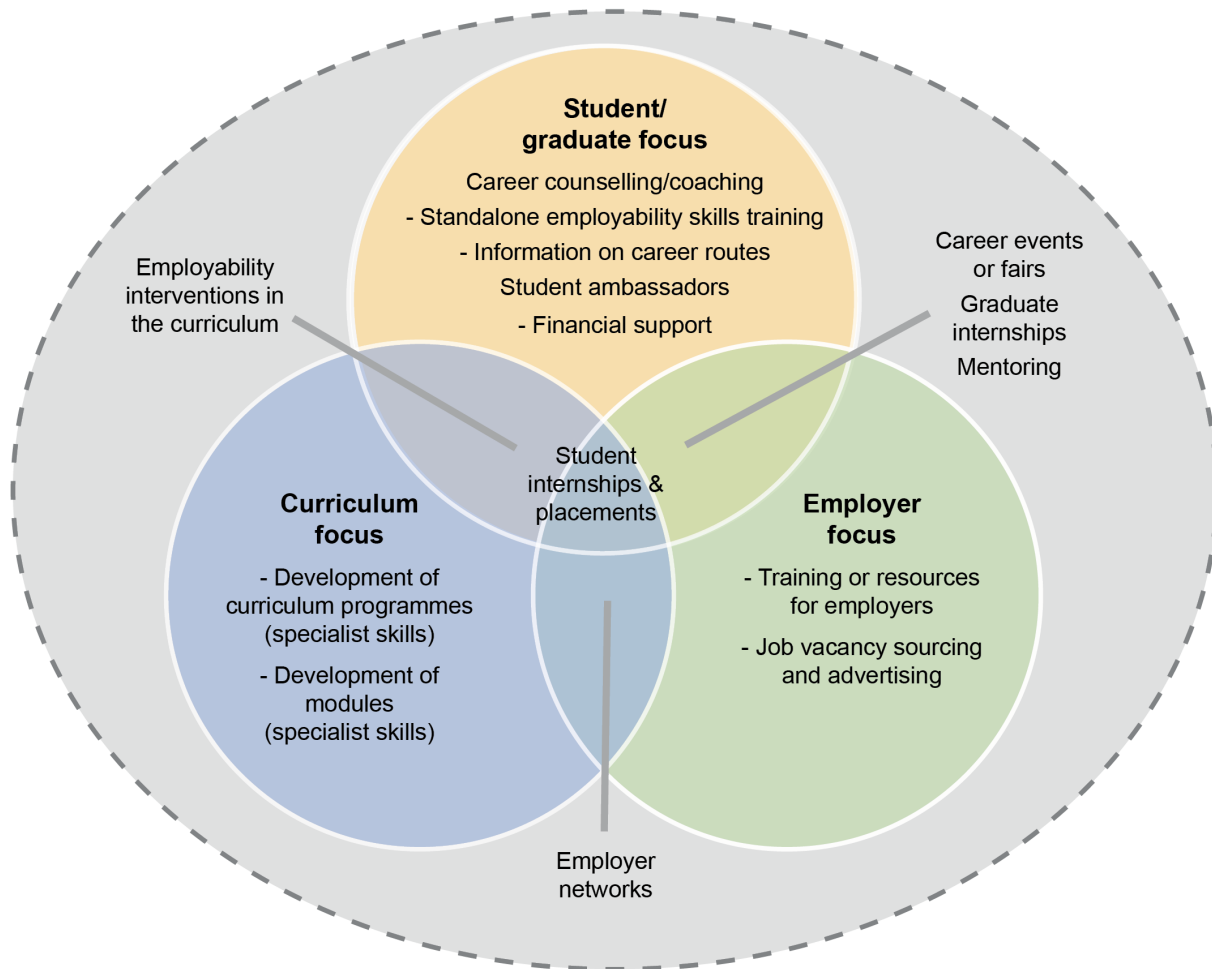 Student/
graduate focus
Career counselling/coaching
- Standalone employability skills training
- Information on career routes
Student ambassadors
- Financial support
Employability
interventions in
the curriculum
Career events
or fairs
Graduate
internships
Mentoring
Student
internships &
placements
Curriculum
focus
- Development of
curriculum programmes
(specialist skills)
- Development of
modules
(specialist skills)
Employer
focus
- Training or resources
for employers
- Job vacancy sourcing
and advertising
Employer
networks